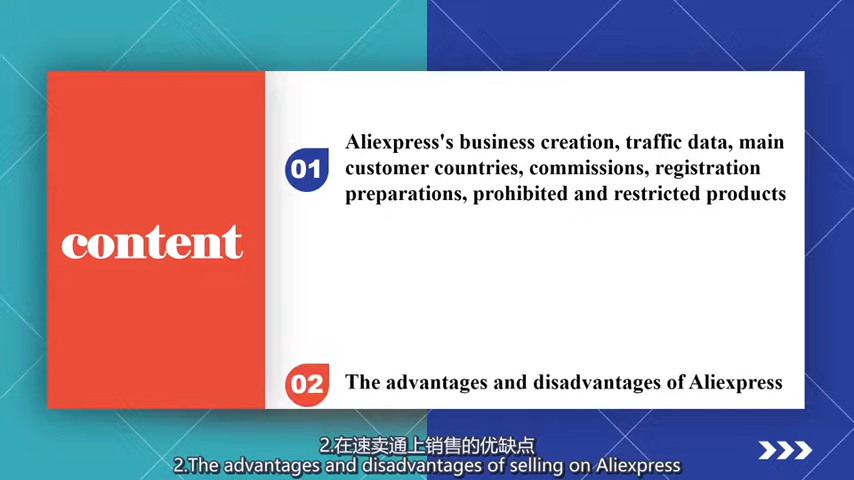 content
01
Aliexpress's business creation, traffic data, main
customer countries, commissions, registration
preparations, prohibited and restricted products
02
The advantages and disadvantages of Aliexpress
2.在速卖通上销售的优缺点
2.The advantages and disadvantages of selling on Aliexpress